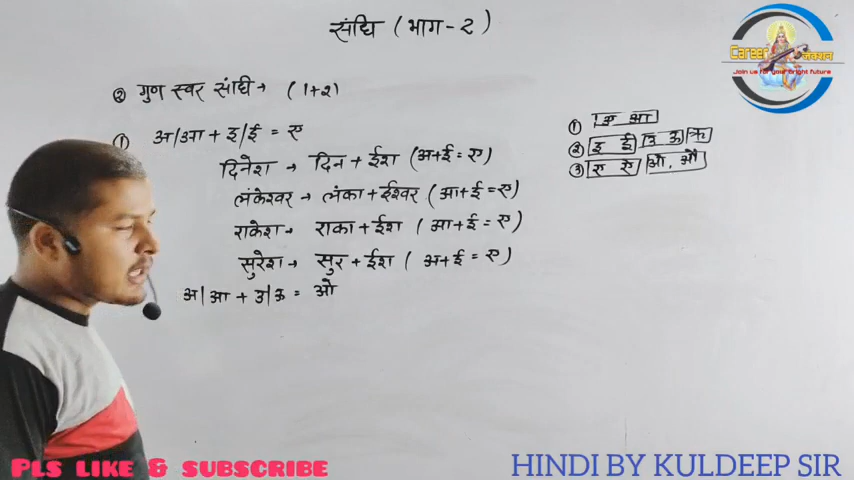 संधि (भाग-2)
② गुण स्वर संधि → (1+2)
① अ/आ + इ/ई = ए
दिनेश → दिन + ईश (अ+ई = ए)
लंकेश्वर → लंका + ईश्वर (आ+ई = ए)
राकेश → राका + ईश (आ+ई = ए)
सुरेश → सुर + ईश (अ+ई = ए)
अ/आ + उ/ऊ = ओ
① अ आ
② इ ई उ ऊ ऋ
③ ए ऐ ओ, औ
Career जंक्शन
Join us for your bright future
PLS LIKE & SUBSCRIBE
HINDI BY KULDEEP SIR